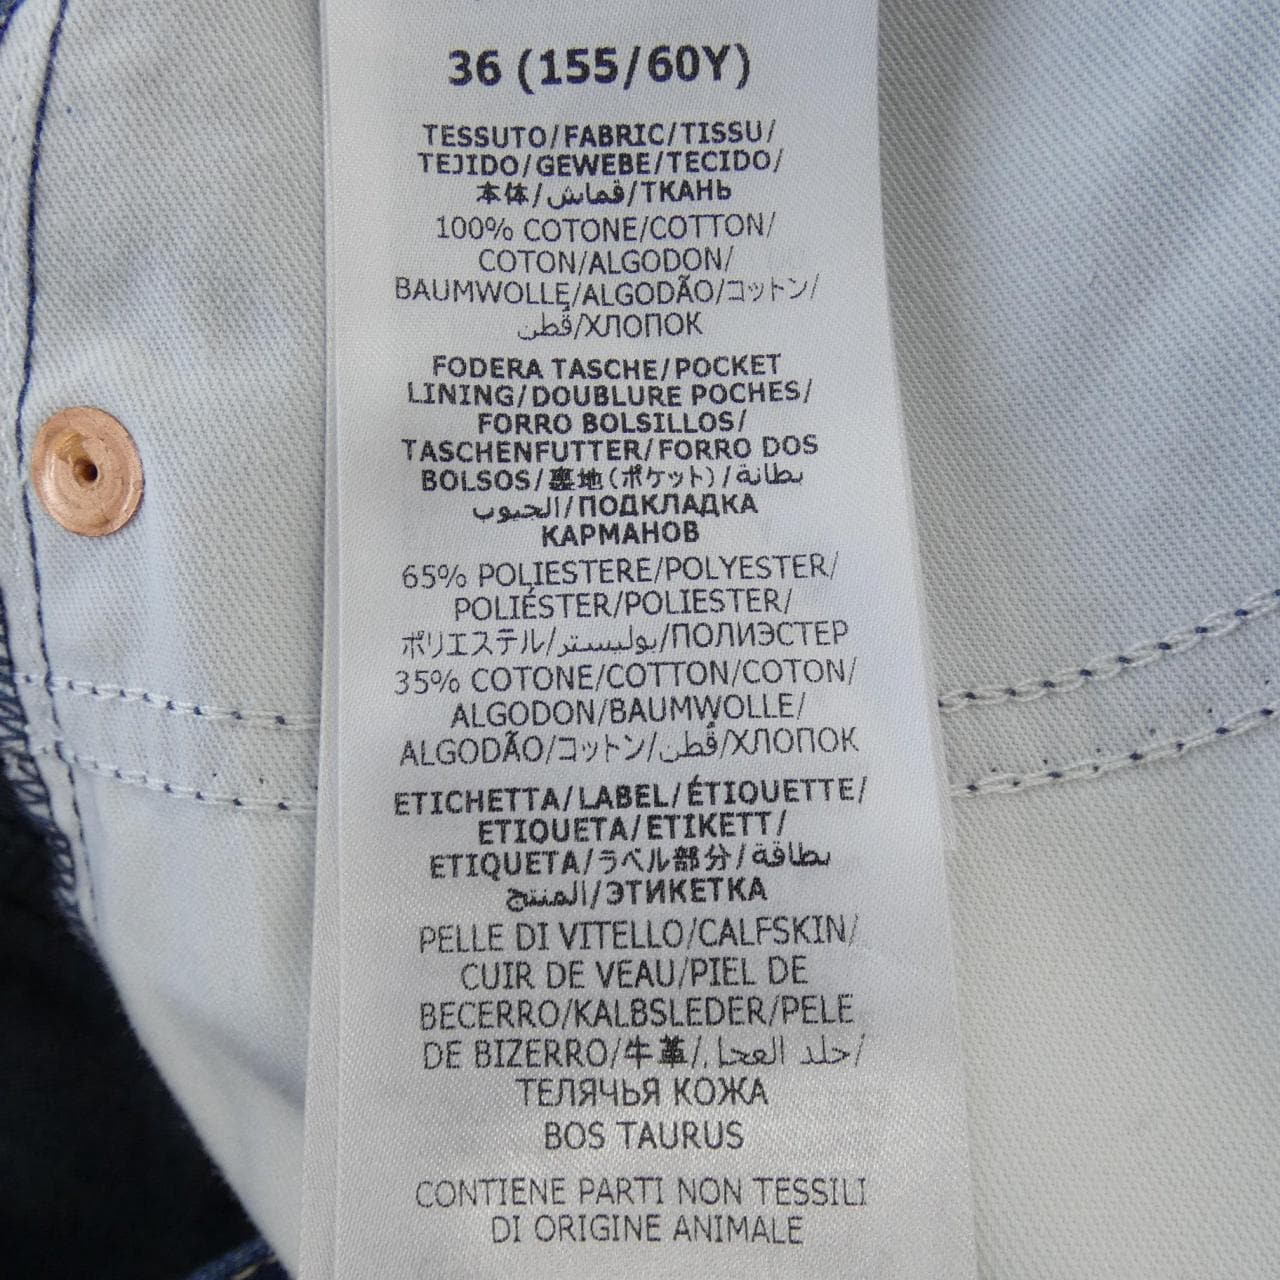 36 (155/60Y)
TESSUTO/FABRIC/TISSU/
TEJIDO/GEWEBE/TECIDO/
本体/قماش/ТКАНЬ
100% COTONE/COTTON/
COTON/ALGODON/
BAUMWOLLE/ALGODÃO/コットン/
قُطن/ХЛОПОК
FODERA TASCHE/POCKET
LINING/DOUBLURE POCHES/
FORRO BOLSILLOS/
TASCHENFUTTER/FORRO DOS
BOLSOS/裏地(ポケット)/بطانة
الجيوب/ПОДКЛАДКА
КАРМАНОВ
65% POLIESTERE/POLYESTER/
POLIÉSTER/POLIESTER/
ポリエステル/بوليستر/ПОЛИЭСТЕР
35% COTONE/COTTON/COTON/
ALGODON/BAUMWOLLE/
ALGODÃO/コットン/قُطن/ХЛОПОК
ETICHETTA/LABEL/ÉTIQUETTE/
ETIQUETA/ETIKETT/
ETIQUETA/ラベル部分/بطاقة
المنتج/ЭТИКЕТКА
PELLE DI VITELLO/CALFSKIN/
CUIR DE VEAU/PIEL DE
BECERRO/KALBSLEDER/PELE
DE BIZERRO/牛革/جلد العجل/
ТЕЛЯЧЬЯ КОЖА
BOS TAURUS
CONTIENE PARTI NON TESSILI
DI ORIGINE ANIMALE